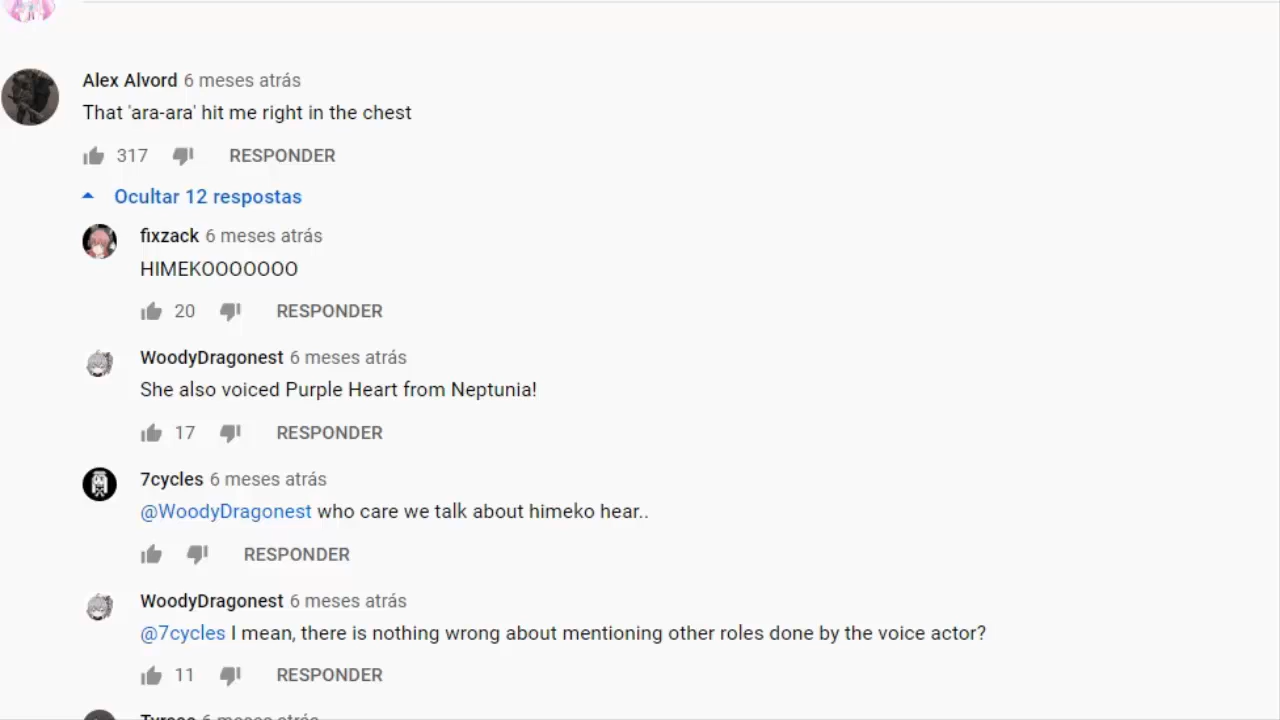 Alex Alvord 6 meses atrás
That 'ara-ara' hit me right in the chest
317 RESPONDER
Ocultar 12 respostas
fixzack 6 meses atrás
HIMEKOOOOOOO
20 RESPONDER
WoodyDragonest 6 meses atrás
She also voiced Purple Heart from Neptunia!
17 RESPONDER
7cycles 6 meses atrás
@WoodyDragonest who care we talk about himeko hear..
RESPONDER
WoodyDragonest 6 meses atrás
@7cycles I mean, there is nothing wrong about mentioning other roles done by the voice actor?
11 RESPONDER
6 meses atrás